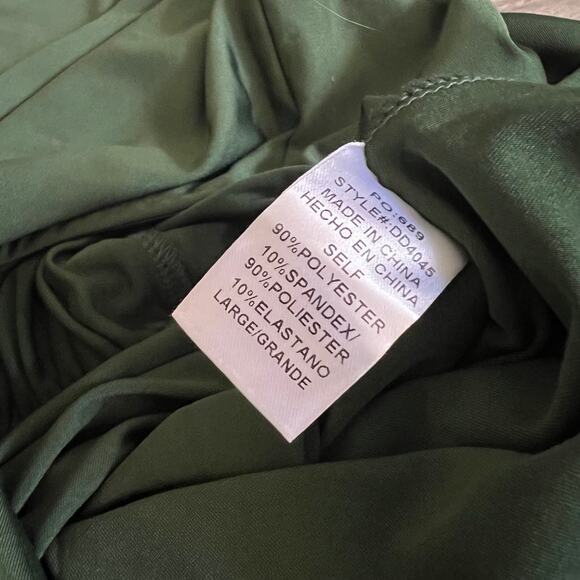 PO:689
STYLE#:DD4045
MADE IN CHINA
HECHO EN CHINA
SELF
90%POLYESTER
10%SPANDEX/
90%POLIESTER
10%ELASTANO
LARGE/GRANDE